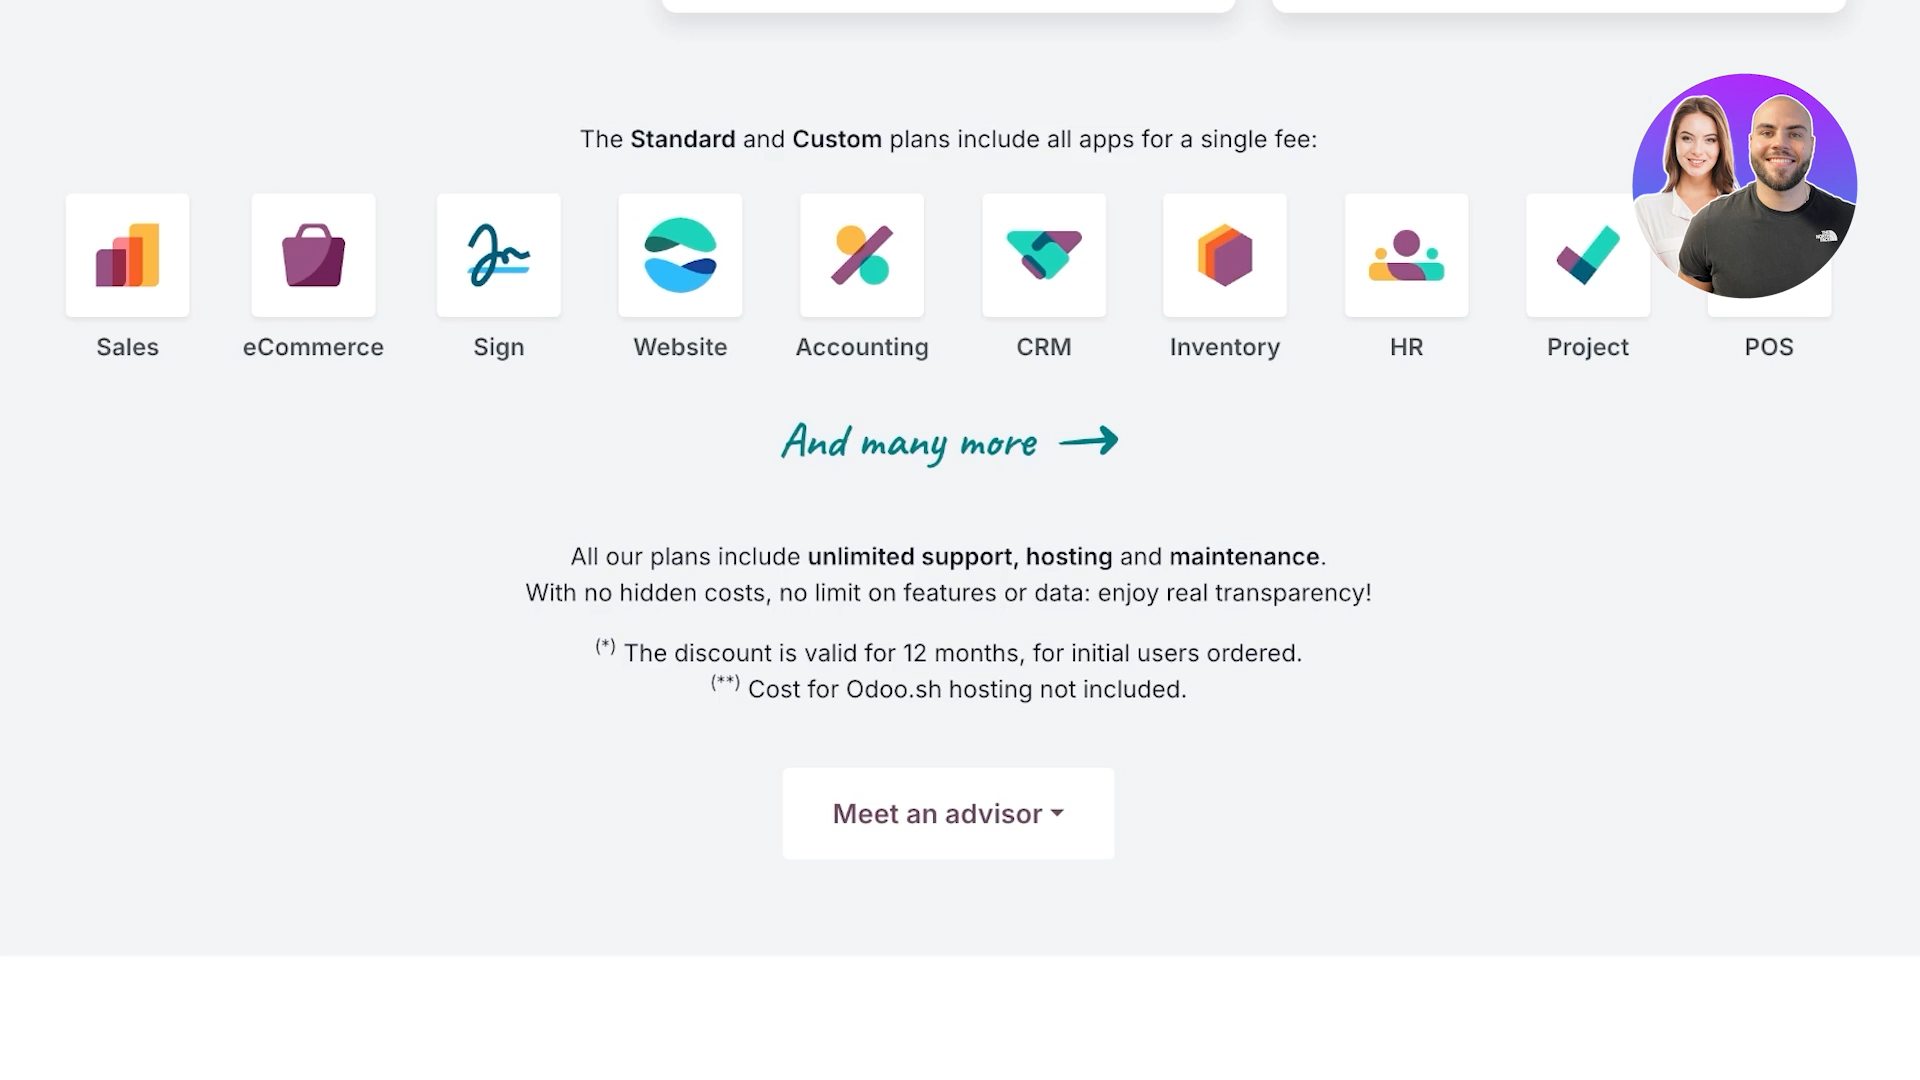 The Standard and Custom plans include all apps for a single fee:
Sales
eCommerce
Sign
Website
Accounting
CRM
Inventory
HR
Project
POS
And many more
All our plans include unlimited support, hosting and maintenance.
With no hidden costs, no limit on features or data: enjoy real transparency!
(*) The discount is valid for 12 months, for initial users ordered.
(**) Cost for Odoo.sh hosting not included.
Meet an advisor